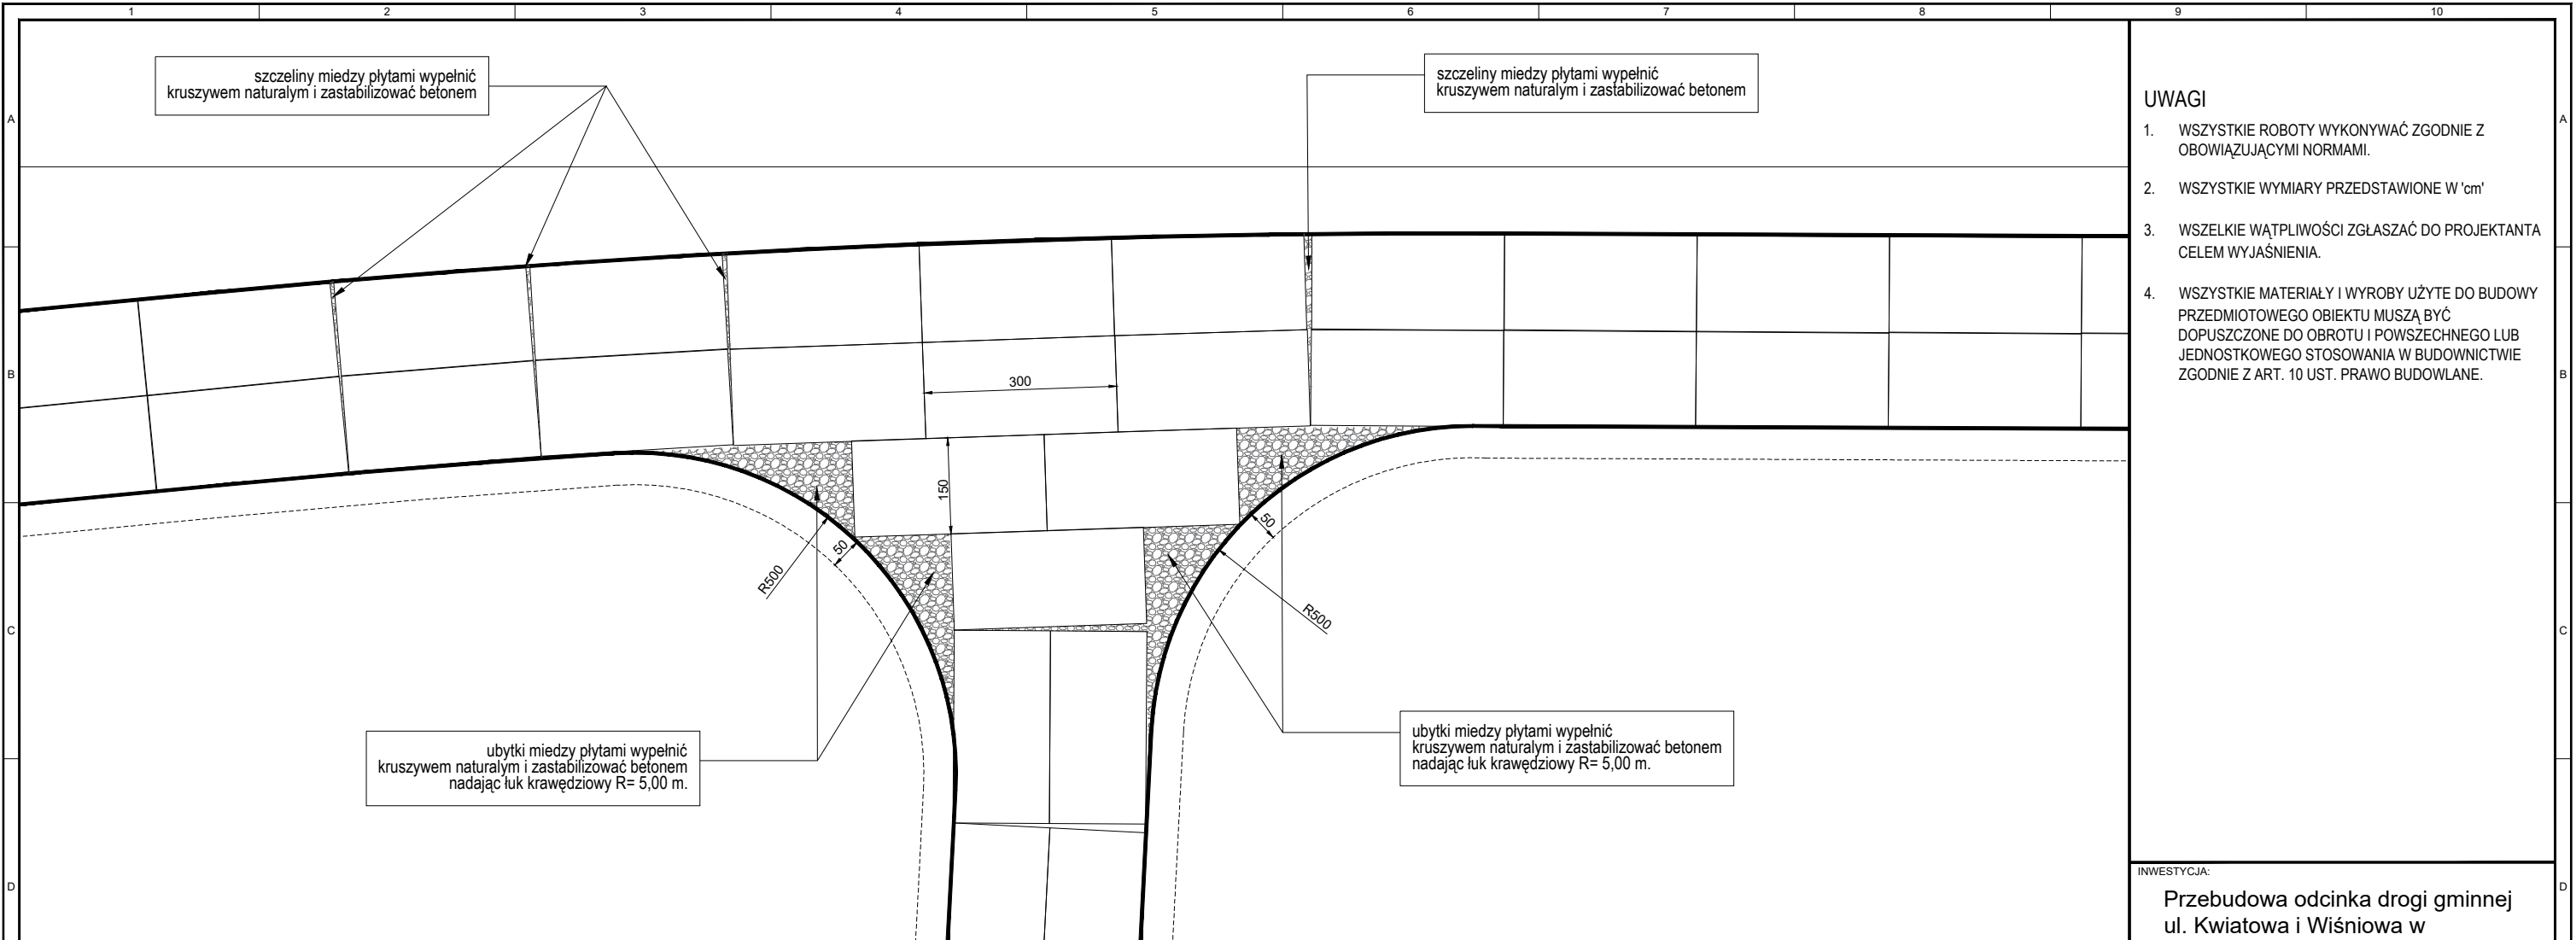 1 2 3 4 5 6 7 8 9 10
szczeliny miedzy płytami wypełnić
kruszywem naturalym i zastabilizować betonem
szczeliny miedzy płytami wypełnić
kruszywem naturalym i zastabilizować betonem
A
A
B
B
C
C
D
D
300
150
50
R500
50
R500
ubytki miedzy płytami wypełnić
kruszywem naturalym i zastabilizować betonem
nadając łuk krawędziowy R= 5,00 m.
ubytki miedzy płytami wypełnić
kruszywem naturalym i zastabilizować betonem
nadając łuk krawędziowy R= 5,00 m.
UWAGI
1. WSZYSTKIE ROBOTY WYKONYWAĆ ZGODNIE Z
OBOWIĄZUJĄCYMI NORMAMI.
2. WSZYSTKIE WYMIARY PRZEDSTAWIONE W 'cm'
3. WSZELKIE WĄTPLIWOŚCI ZGŁASZAĆ DO PROJEKTANTA
CELEM WYJAŚNIENIA.
4. WSZYSTKIE MATERIAŁY I WYROBY UŻYTE DO BUDOWY
PRZEDMIOTOWEGO OBIEKTU MUSZĄ BYĆ
DOPUSZCZONE DO OBROTU I POWSZECHNEGO LUB
JEDNOSTKOWEGO STOSOWANIA W BUDOWNICTWIE
ZGODNIE Z ART. 10 UST. PRAWO BUDOWLANE.
INWESTYCJA:
Przebudowa odcinka drogi gminnej
ul. Kwiatowa i Wiśniowa w